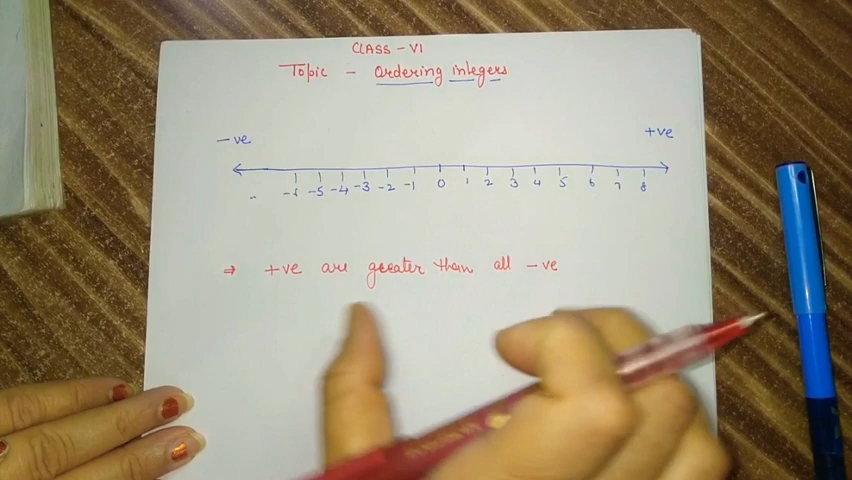 CLASS - VI
Topic - Ordering integers
-ve +ve
-6 -5 -4 -3 -2 -1 0 1 2 3 4 5 6 7 8
⇒ +ve are greater than all -ve